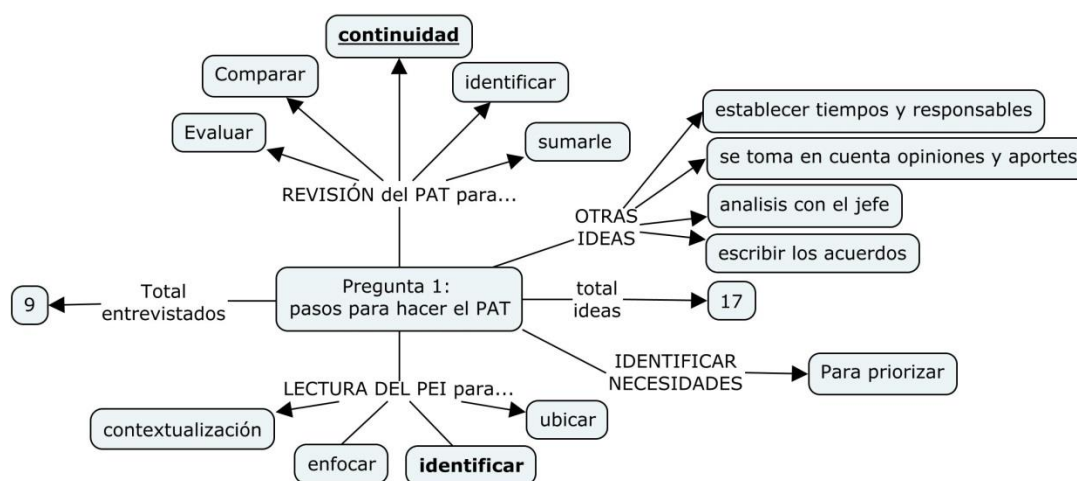 continuidad
Comparar
identificar
Evaluar
sumarle
REVISIÓN del PAT para...
establecer tiempos y responsables
se toma en cuenta opiniones y aportes
OTRAS
IDEAS
analisis con el jefe
escribir los acuerdos
Pregunta 1:
pasos para hacer el PAT
9
Total
entrevistados
total
ideas
17
IDENTIFICAR
NECESIDADES
Para priorizar
LECTURA DEL PEI para...
contextualización
enfocar
identificar
ubicar